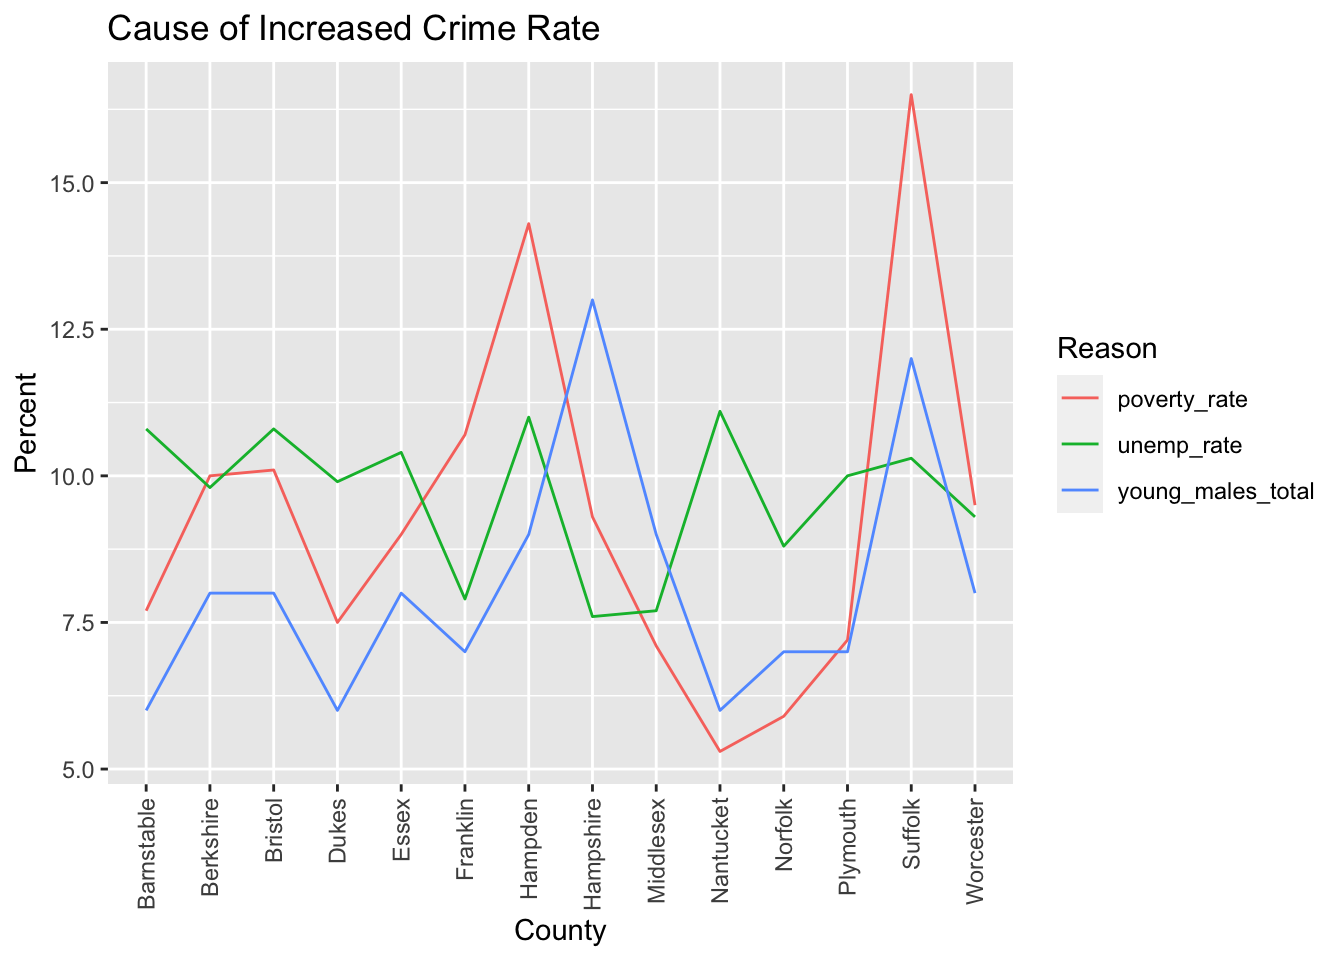 Cause of Increased Crime Rate
Percent
15.0
12.5
10.0
7.5
5.0
Barnstable
Berkshire
Bristol
Dukes
Essex
Franklin
Hampden
Hampshire
Middlesex
Nantucket
Norfolk
Plymouth
Suffolk
Worcester
County
Reason
poverty_rate
unemp_rate
young_males_total